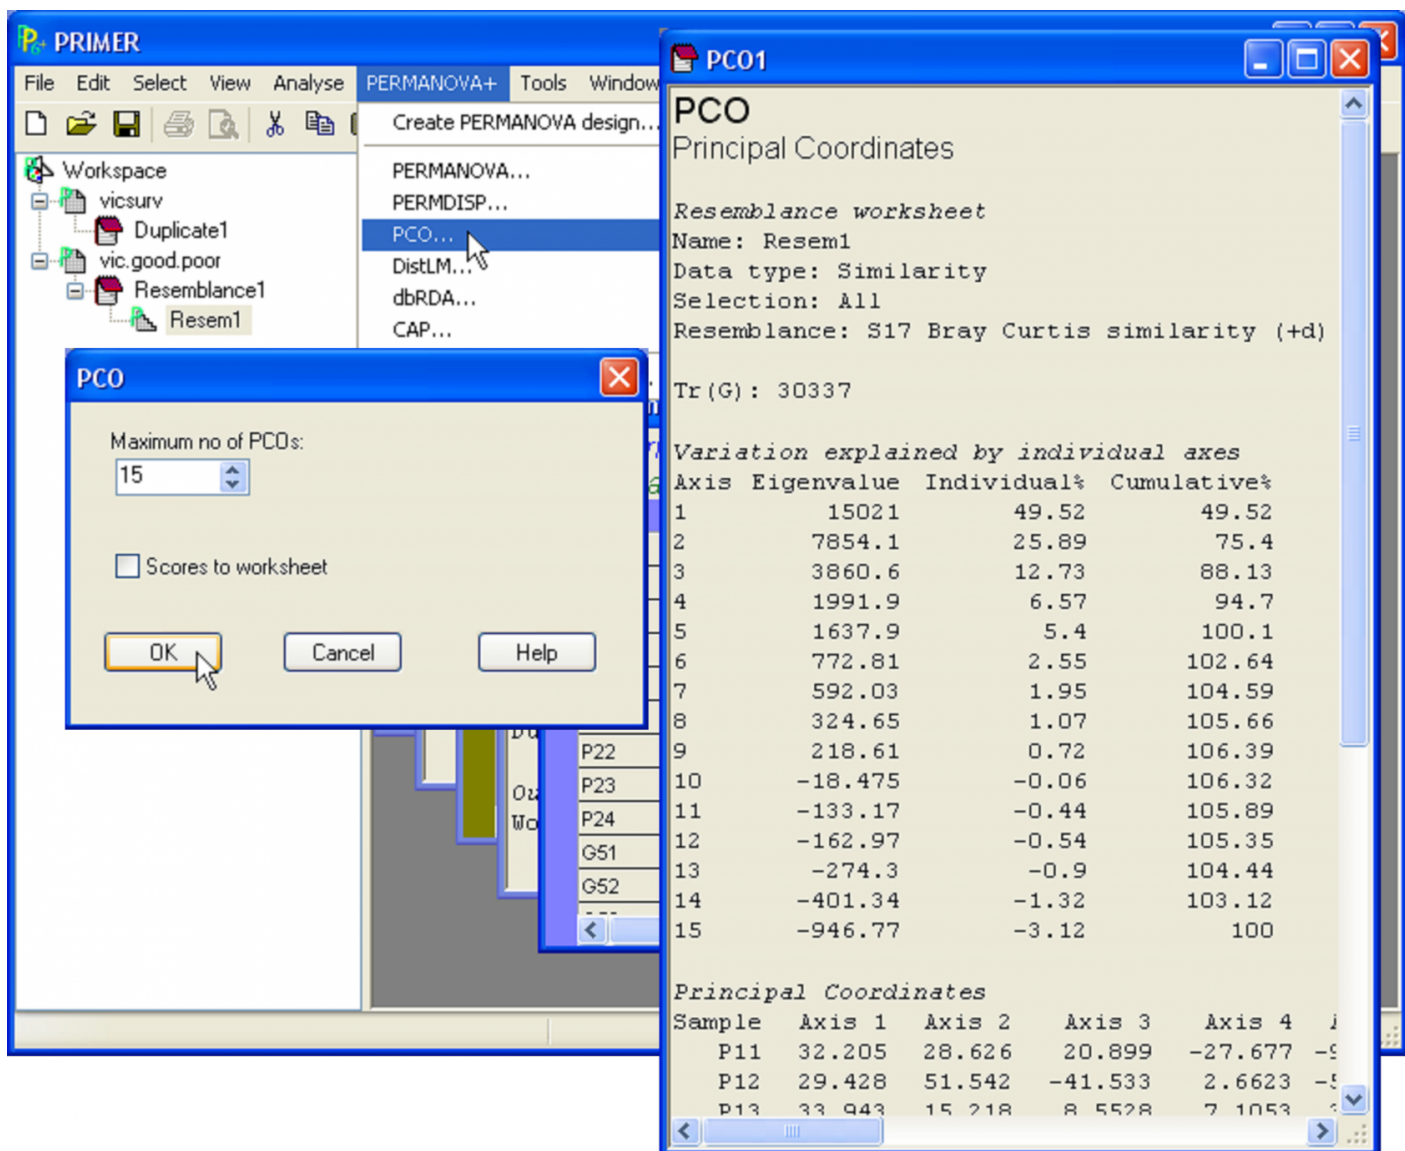 PRIMER
File Edit Select View Analyse PERMANOVA+ Tools Window
Create PERMANOVA design...
PERMANOVA...
PERMDISP...
PCO...
DistLM...
dbRDA...
CAP...
Workspace
vicsurv
Duplicate1
vic.good.poor
Resemblance1
Resem1
PCO
Maximum no of PCOs:
15
Scores to worksheet
OK Cancel Help
P22
P23
P24
G51
G52
PCO1
PCO
Principal Coordinates
Resemblance worksheet
Name: Resem1
Data type: Similarity
Selection: All
Resemblance: S17 Bray Curtis similarity (+d)
Tr(G): 30337
Variation explained by individual axes
Axis Eigenvalue Individual% Cumulative%
1 15021 49.52 49.52
2 7854.1 25.89 75.4
3 3860.6 12.73 88.13
4 1991.9 6.57 94.7
5 1637.9 5.4 100.1
6 772.81 2.55 102.64
7 592.03 1.95 104.59
8 324.65 1.07 105.66
9 218.61 0.72 106.39
10 -18.475 -0.06 106.32
11 -133.17 -0.44 105.89
12 -162.97 -0.54 105.35
13 -274.3 -0.9 104.44
14 -401.34 -1.32 103.12
15 -946.77 -3.12 100
Principal Coordinates
Sample Axis 1 Axis 2 Axis 3 Axis 4
P11 32.205 28.626 20.899 -27.677
P12 29.428 51.542 -41.533 2.6623
P13 33.943 15.218 8.5528 7.1053